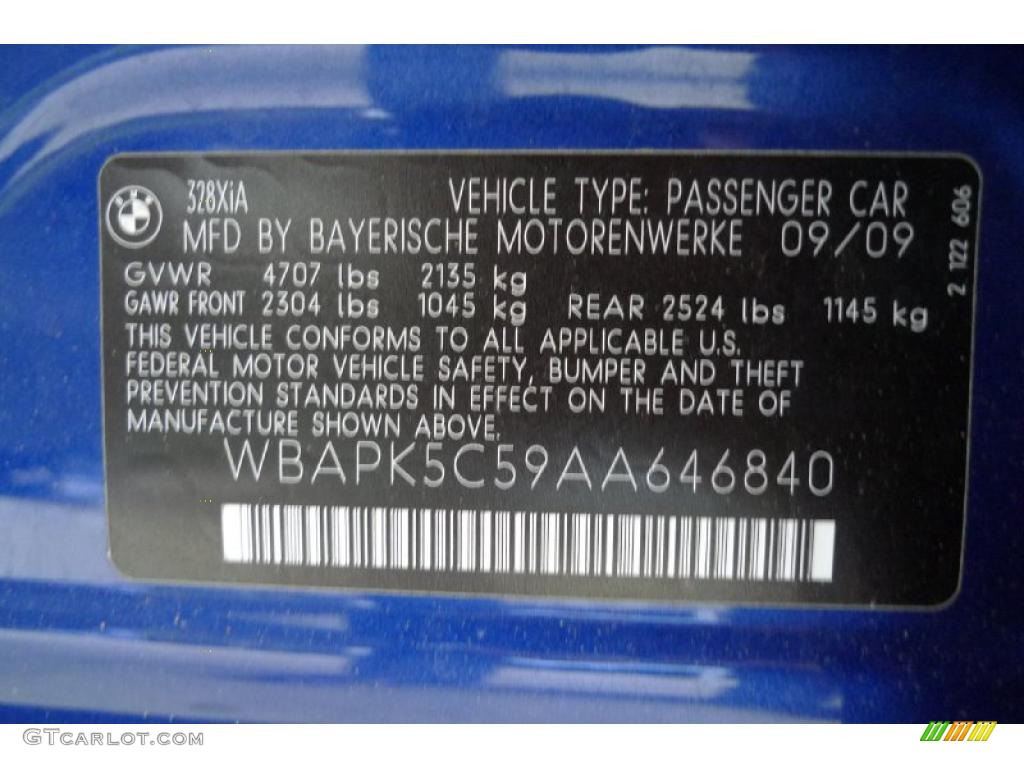 328XiA VEHICLE TYPE: PASSENGER CAR
MFD BY BAYERISCHE MOTORENWERKE 09/09
GVWR 4707 lbs 2135 kg
GAWR FRONT 2304 lbs 1045 kg REAR 2524 lbs 1145 kg
THIS VEHICLE CONFORMS TO ALL APPLICABLE U.S.
FEDERAL MOTOR VEHICLE SAFETY, BUMPER AND THEFT
PREVENTION STANDARDS IN EFFECT ON THE DATE OF
MANUFACTURE SHOWN ABOVE.
WBAPK5C59AA646840
2 122 606
GTCarLot.com